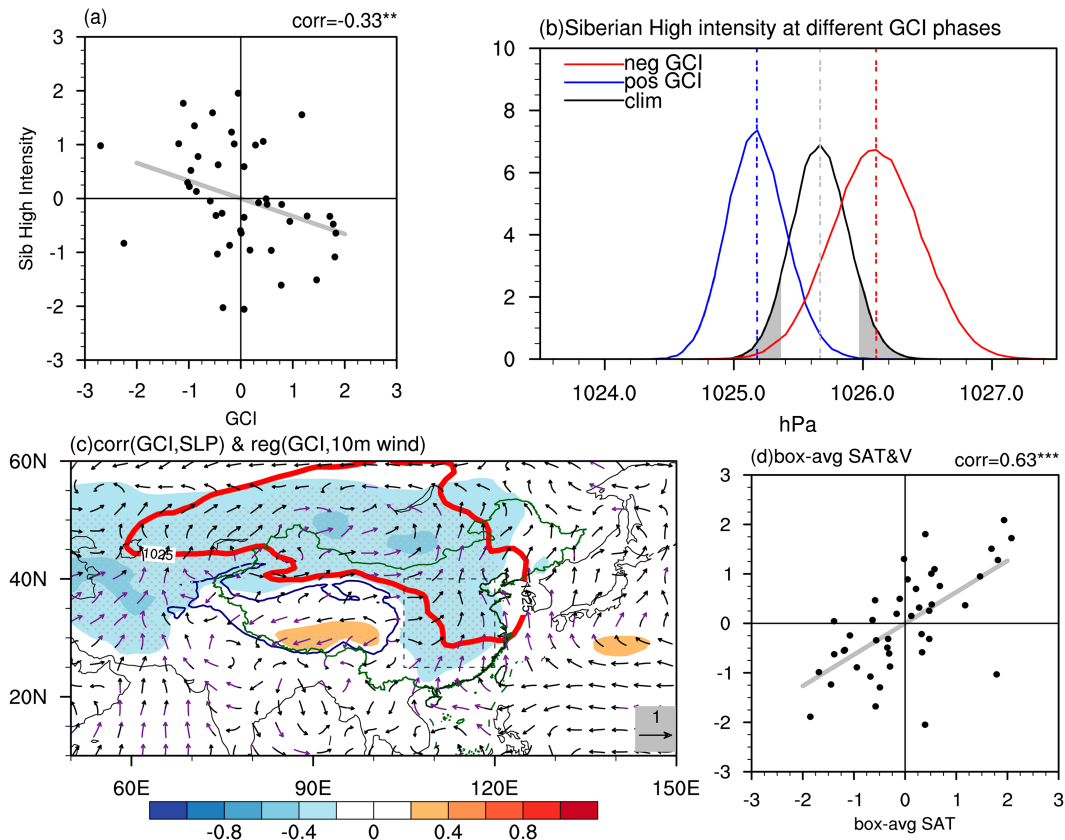 (a)
corr=-0.33**
3
2
1
0
-1
-2
-3
Sib High Intensity
-3 -2 -1 0 1 2 3
GCI
(b)Siberian High intensity at different GCI phases
10
8
6
4
2
0
neg GCI
pos GCI
clim
1024.0 1025.0 1026.0 1027.0
hPa
(c)corr(GCI,SLP) & reg(GCI,10m wind)
60N
40N
20N
1025
1025
1
60E 90E 120E 150E
-0.8 -0.4 0 0.4 0.8
(d)box-avg SAT&V
corr=0.63***
3
2
1
0
-1
-2
-3
-3 -2 -1 0 1 2 3
box-avg SAT